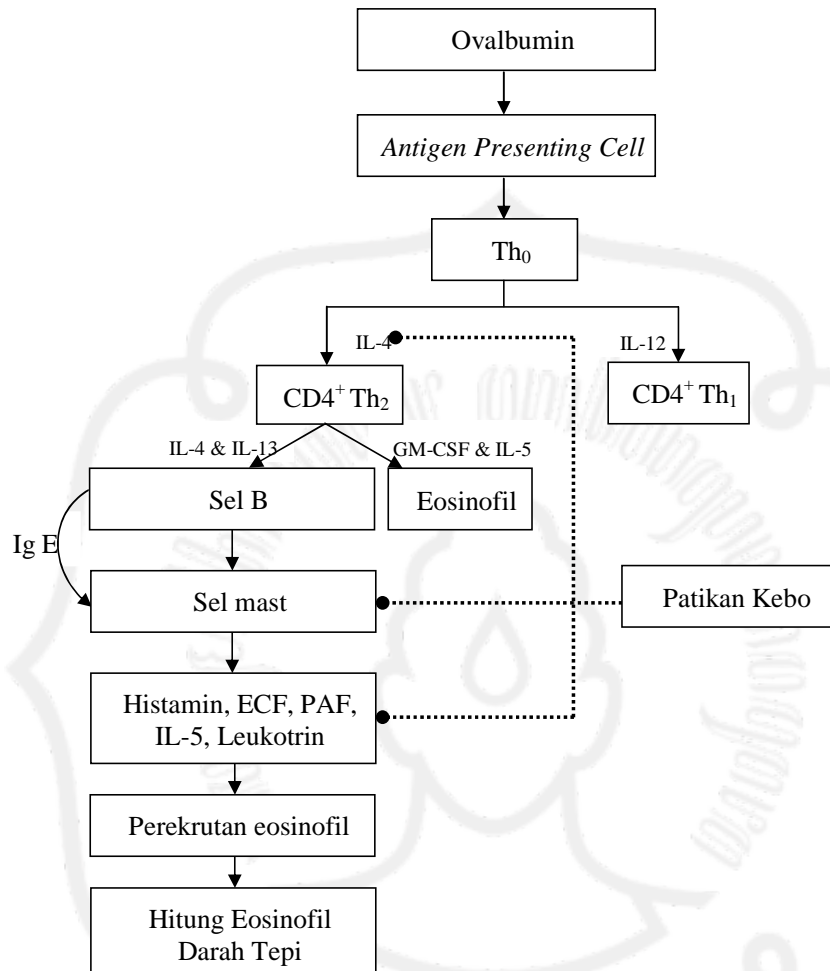 Ovalbumin
Antigen Presenting Cell
Th₀
IL-4
IL-12
CD4⁺ Th₂
CD4⁺ Th₁
IL-4 & IL-13
GM-CSF & IL-5
Sel B
Eosinofil
Ig E
Sel mast
Patikan Kebo
Histamin, ECF, PAF,
IL-5, Leukotrin
Perekrutan eosinofil
Hitung Eosinofil
Darah Tepi